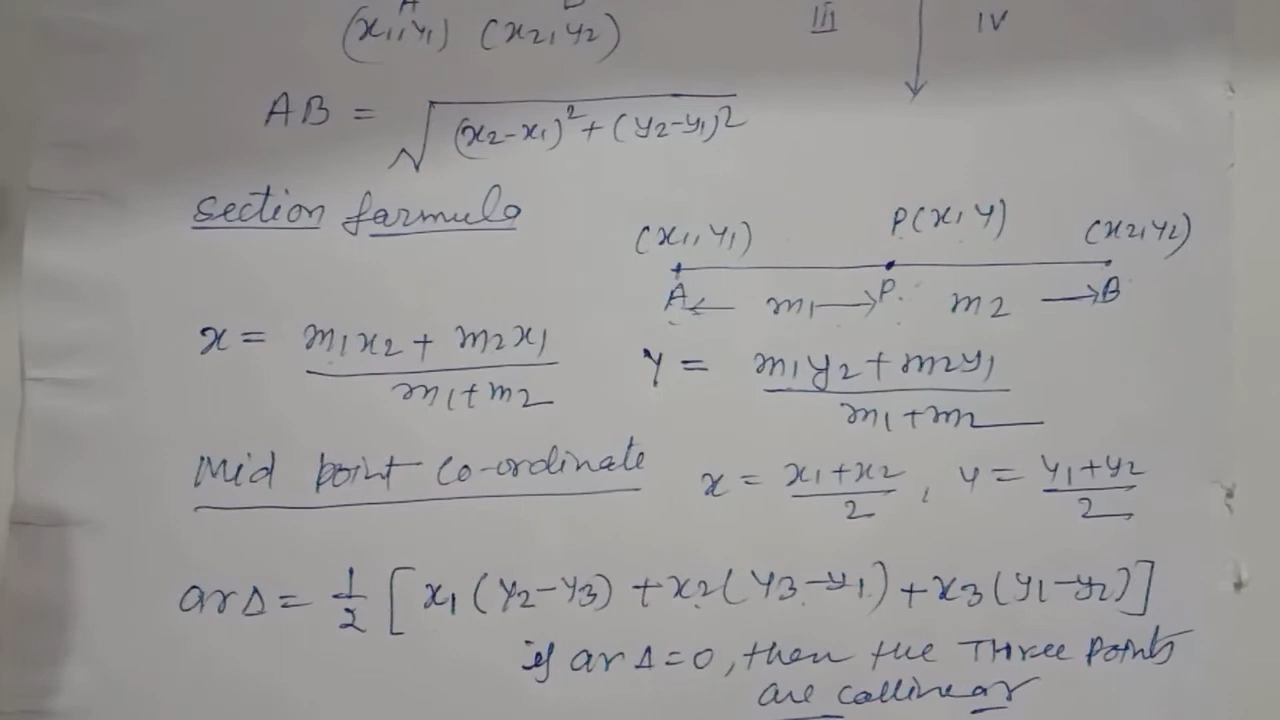 A B
(x1,y1) (x2,y2) III IV
AB = √(x2-x1)²+(y2-y1)2
section farmula
(x1,y1) P(x,y) (x2,y2)
A ← m1 → P. m2 → B
x = m1x2 + m2x1 / m1+m2
y = m1y2+m2y1 / m1+m2
Mid point Co-ordinate x = x1+x2 / 2, y = y1+y2 / 2
arΔ = 1/2 [x1(y2-y3)+x2(y3-y1)+x3(y1-y2)]
if arΔ=0, then the THree Points
are collinear